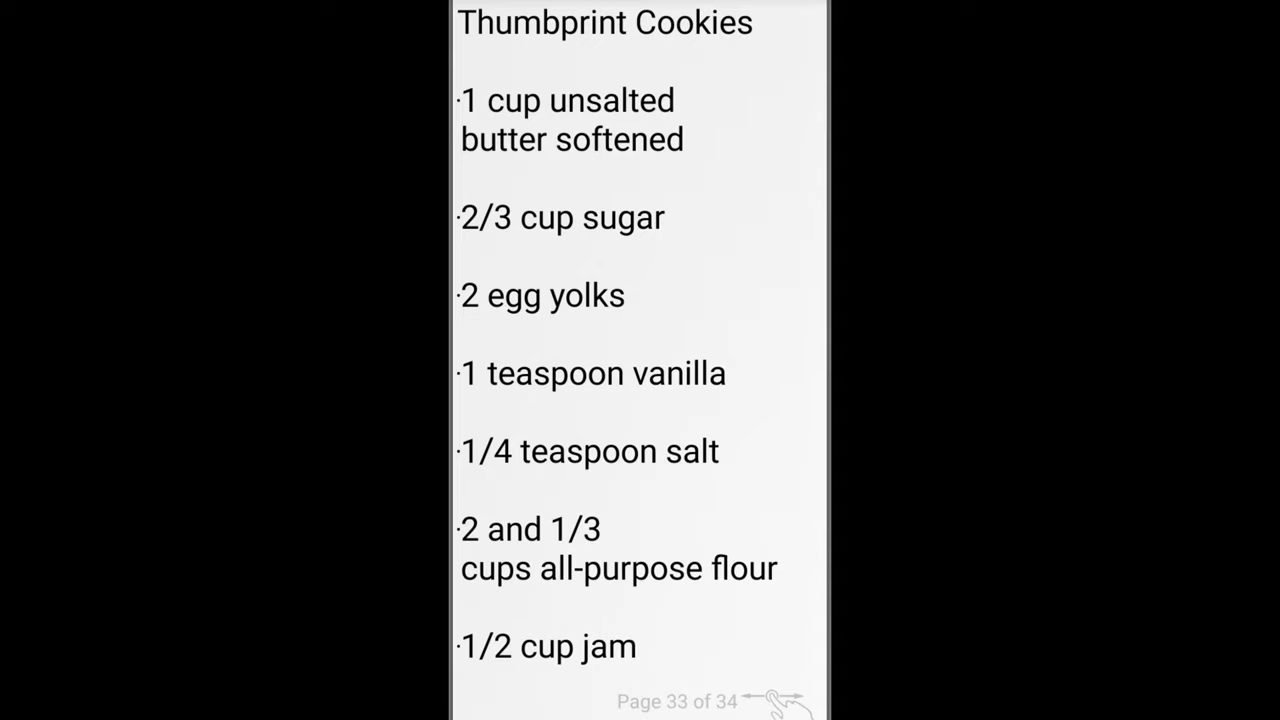 Thumbprint Cookies
·1 cup unsalted
butter softened
·2/3 cup sugar
·2 egg yolks
·1 teaspoon vanilla
·1/4 teaspoon salt
·2 and 1/3
cups all-purpose flour
·1/2 cup jam
Page 33 of 34